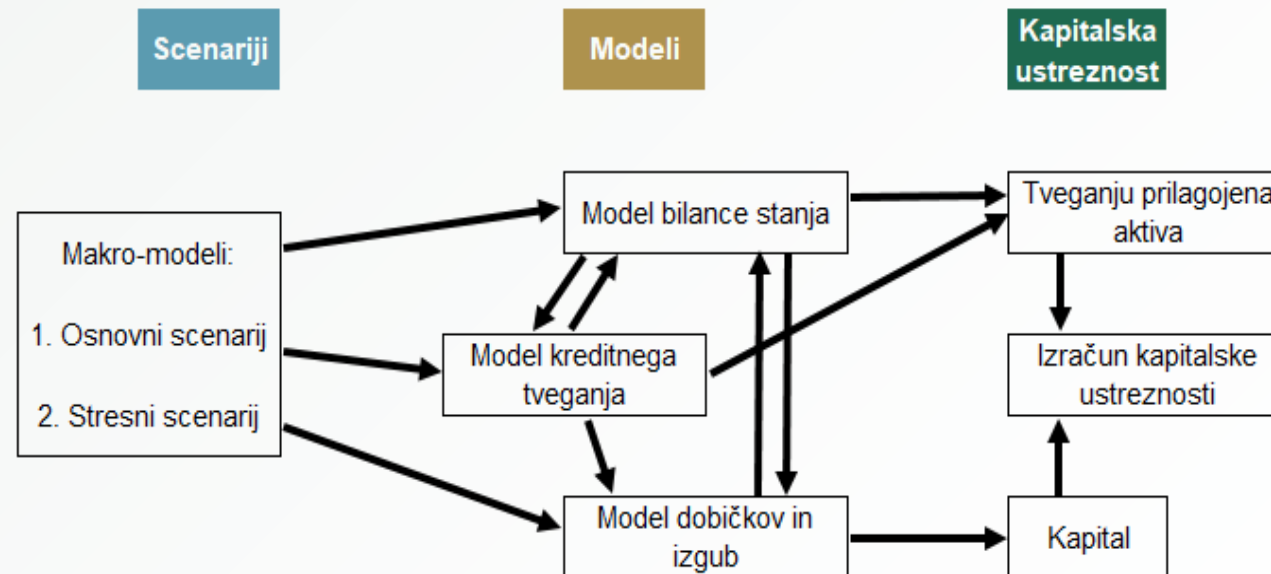 Scenariji
Modeli
Kapitalska
ustreznost
Makro-modeli:
1. Osnovni scenarij
2. Stresni scenarij
Model bilance stanja
Model kreditnega
tveganja
Model dobičkov in
izgub
Tveganju prilagojena
aktiva
Izračun kapitalske
ustreznosti
Kapital